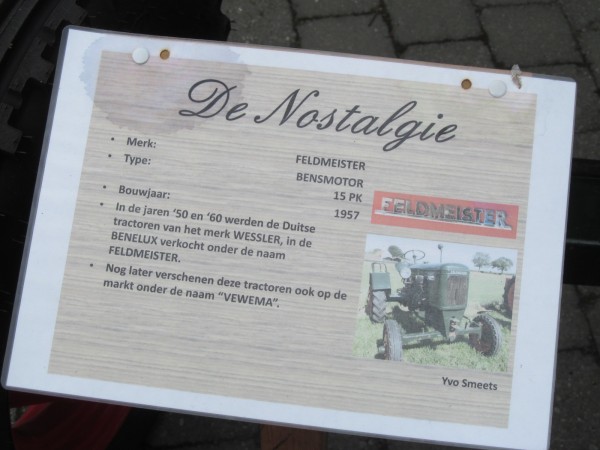 De Nostalgie
• Merk: FELDMEISTER
• Type: BENSMOTOR
15 PK
• Bouwjaar: 1957
• In de jaren ‘50 en ‘60 werden de Duitse
tractoren van het merk WESSLER, in de
BENELUX verkocht onder de naam
FELDMEISTER.
• Nog later verschenen deze tractoren ook op de
markt onder de naam “VEWEMA”.
FELDMEISTER
Yvo Smeets